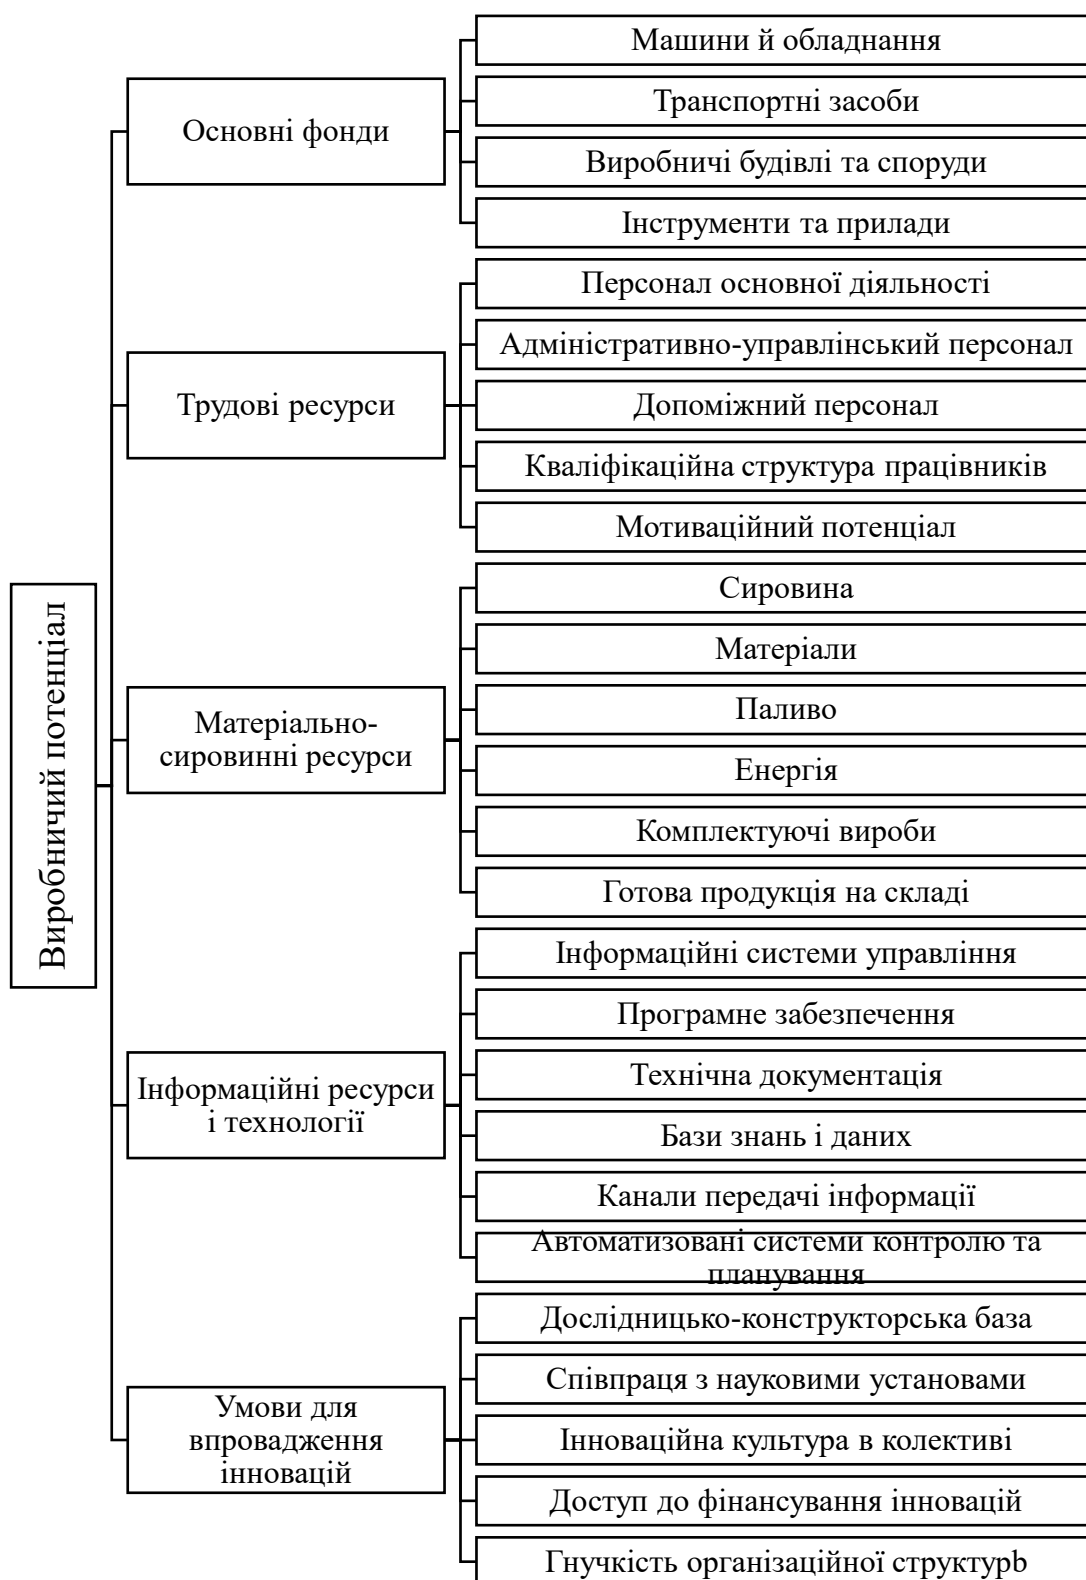 Виробничий потенціал
Основні фонди
Машини й обладнання
Транспортні засоби
Виробничі будівлі та споруди
Інструменти та прилади
Трудові ресурси
Персонал основної діяльності
Адміністративно-управлінський персонал
Допоміжний персонал
Кваліфікаційна структура працівників
Мотиваційний потенціал
Матеріально-
сировинні ресурси
Сировина
Матеріали
Паливо
Енергія
Комплектуючі вироби
Готова продукція на складі
Інформаційні ресурси
і технології
Інформаційні системи управління
Програмне забезпечення
Технічна документація
Бази знань і даних
Канали передачі інформації
Автоматизовані системи контролю та
планування
Умови для
впровадження
інновацій
Дослідницько-конструкторська база
Співпраця з науковими установами
Інноваційна культура в колективі
Доступ до фінансування інновацій
Гнучкість організаційної структурb